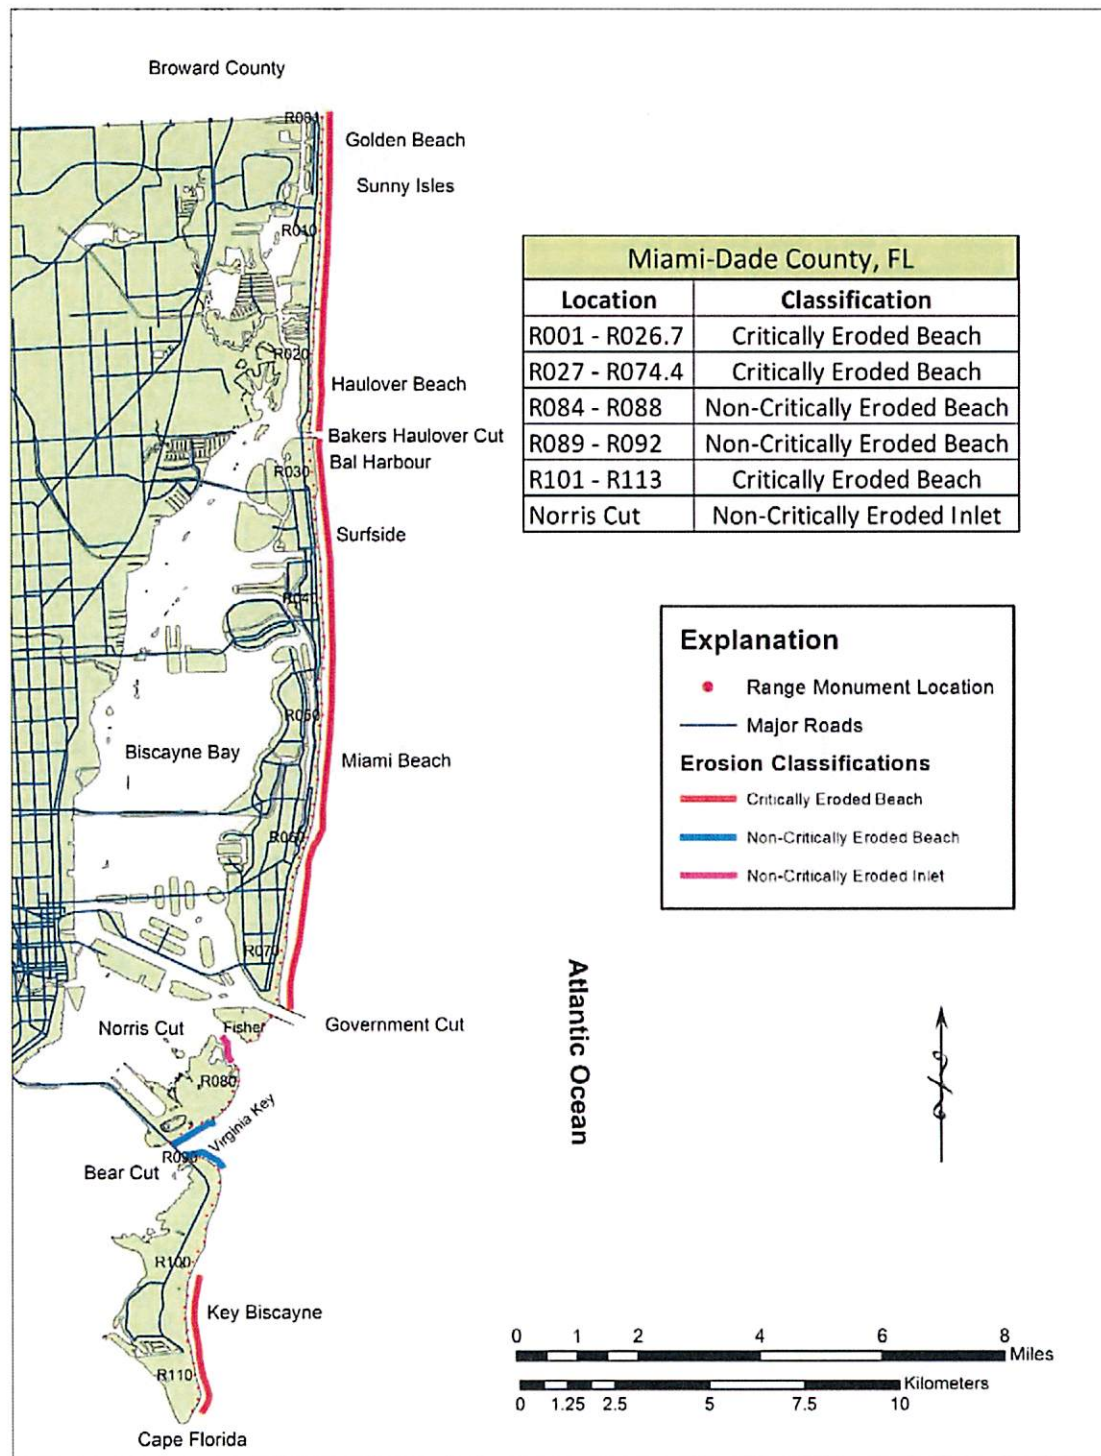 Broward County
R001
Golden Beach
Sunny Isles
R010
R020
Haulover Beach
Bakers Haulover Cut
Bal Harbour
R030
Surfside
R040
R050
Biscayne Bay
Miami Beach
R060
R070
Government Cut
Fisher
Norris Cut
R080
Virginia Key
R090
Bear Cut
R100
Key Biscayne
R110
Cape Florida
Miami-Dade County, FL
Location Classification
R001 - R026.7 Critically Eroded Beach
R027 - R074.4 Critically Eroded Beach
R084 - R088 Non-Critically Eroded Beach
R089 - R092 Non-Critically Eroded Beach
R101 - R113 Critically Eroded Beach
Norris Cut Non-Critically Eroded Inlet
Explanation
Range Monument Location
Major Roads
Erosion Classifications
Critically Eroded Beach
Non-Critically Eroded Beach
Non-Critically Eroded Inlet
Atlantic Ocean
0 1 2 4 6 8
Miles
Kilometers
0 1.25 2.5 5 7.5 10